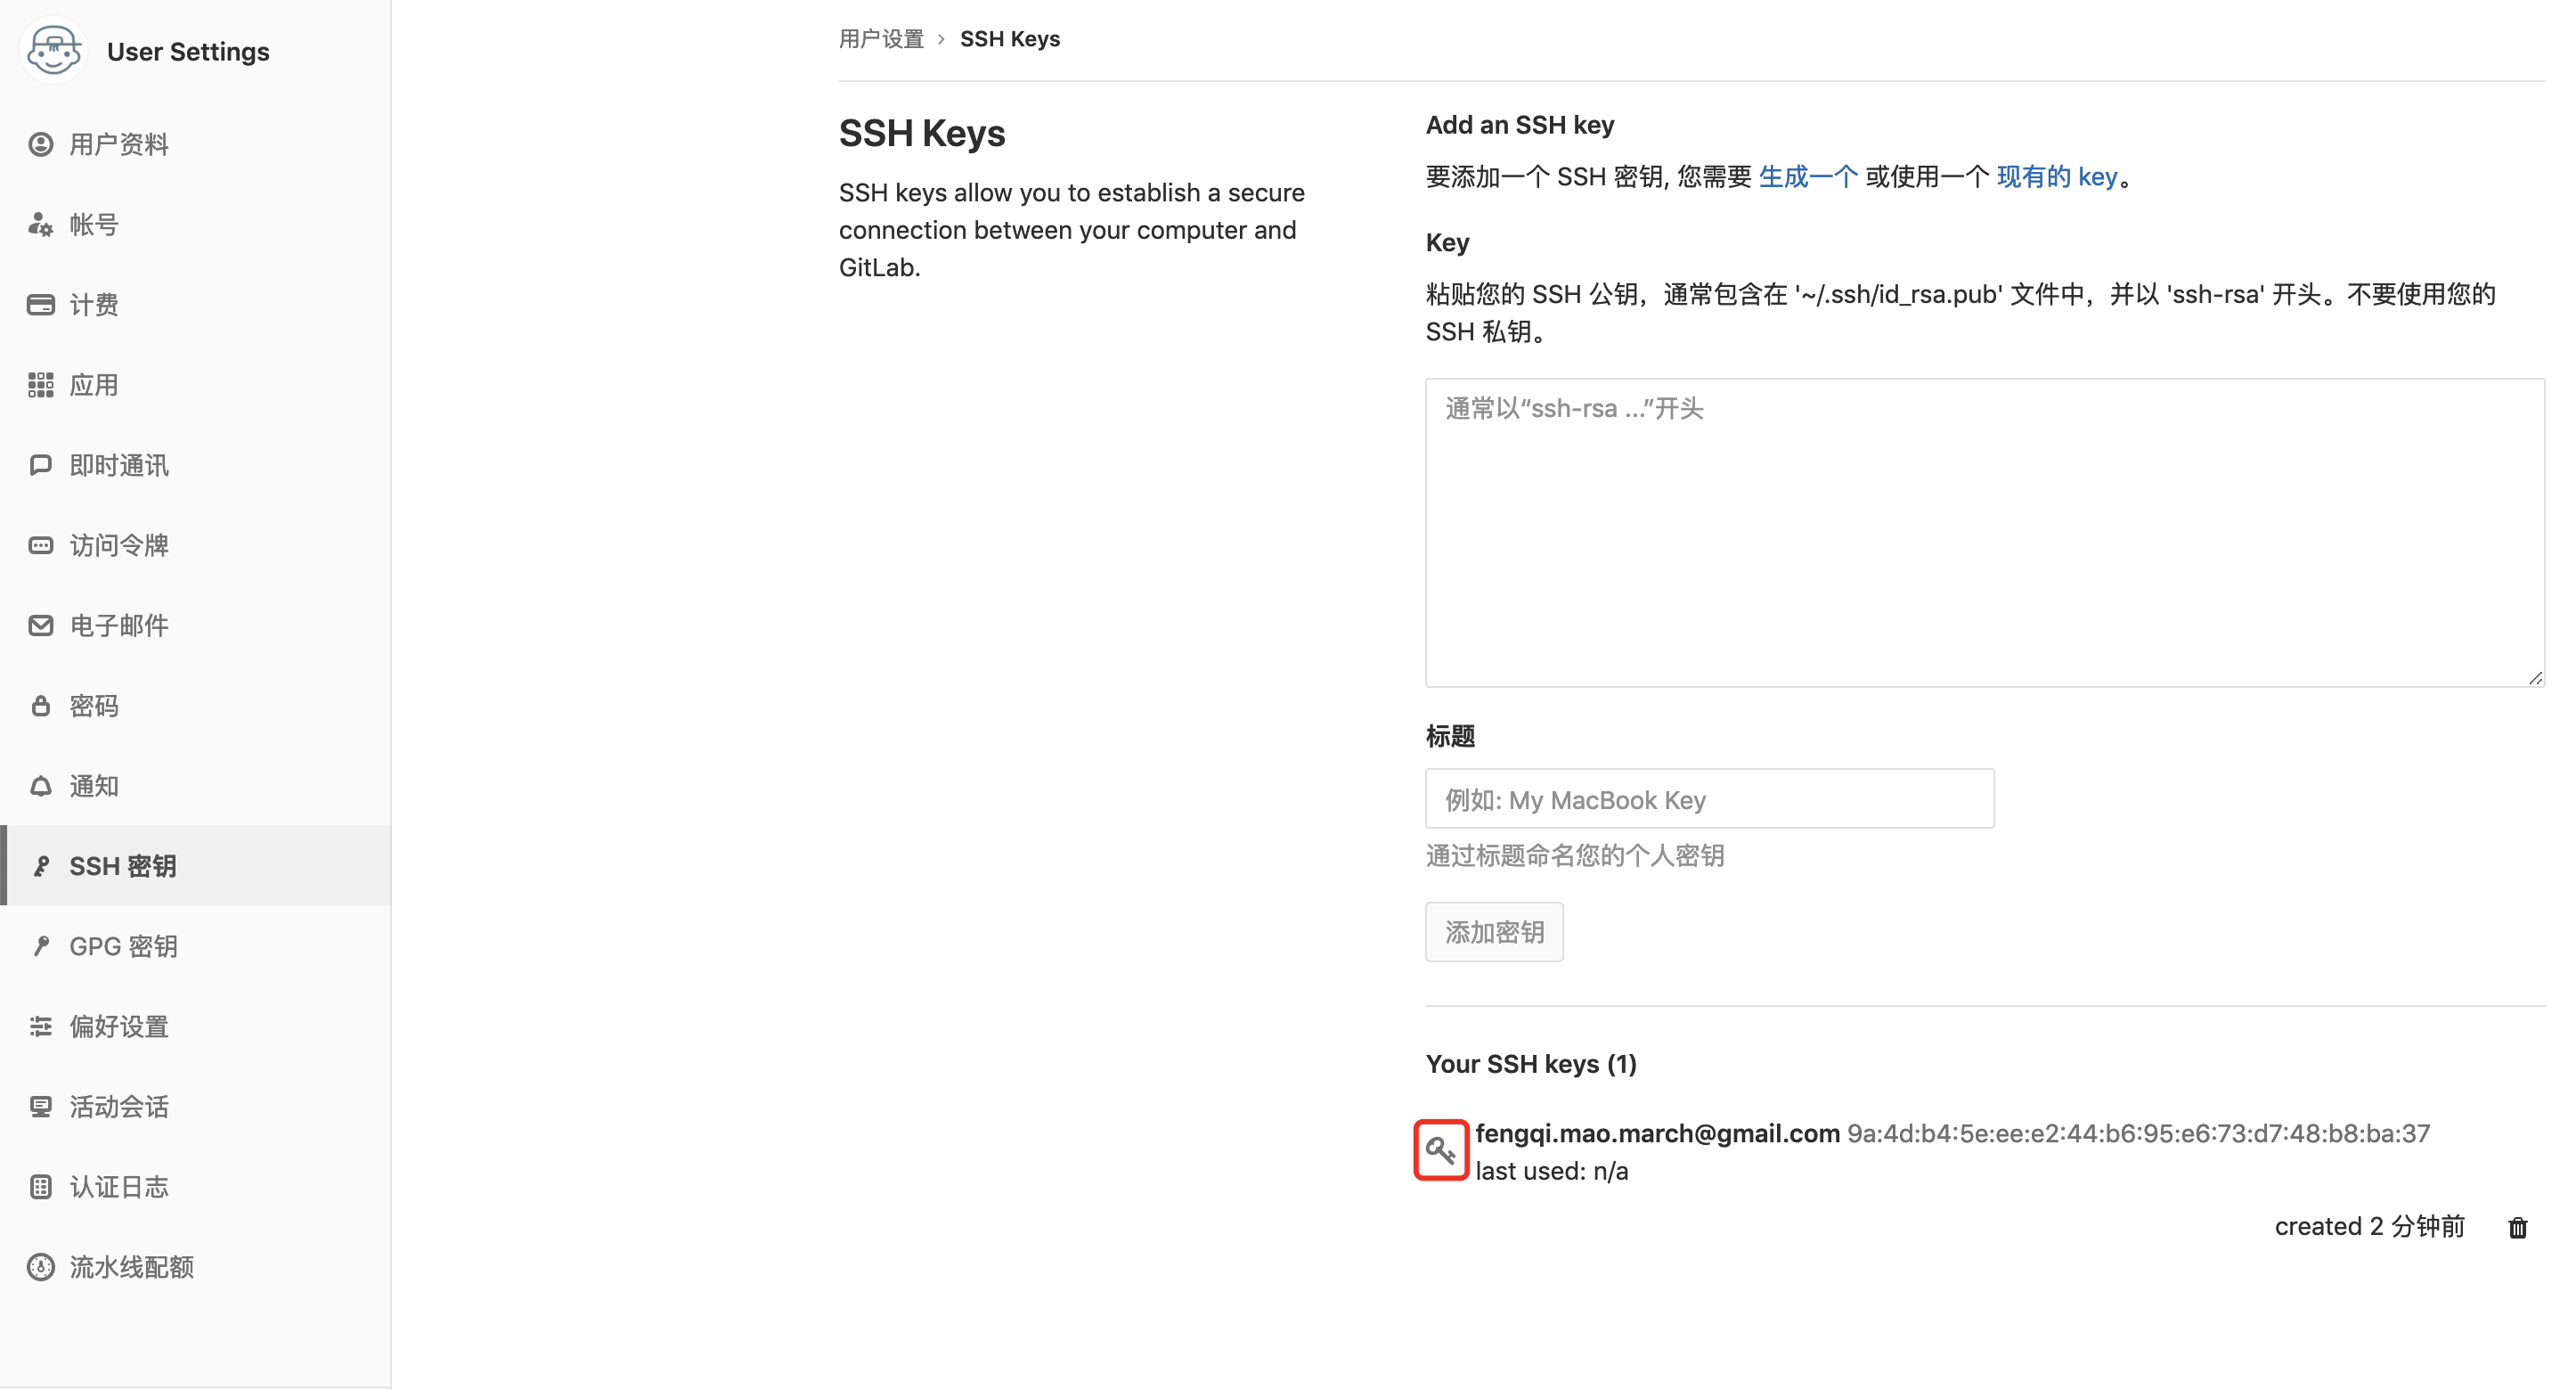 User Settings
用户资料
帐号
计费
应用
即时通讯
访问令牌
电子邮件
密码
通知
SSH 密钥
GPG 密钥
偏好设置
活动会话
认证日志
流水线配额
用户设置 › SSH Keys
SSH Keys
SSH keys allow you to establish a secure
connection between your computer and
GitLab.
Add an SSH key
要添加一个 SSH 密钥, 您需要 生成一个 或使用一个 现有的 key。
Key
粘贴您的 SSH 公钥，通常包含在 '~/.ssh/id_rsa.pub' 文件中，并以 'ssh-rsa' 开头。不要使用您的
SSH 私钥。
通常以“ssh-rsa ...”开头
标题
例如: My MacBook Key
通过标题命名您的个人密钥
添加密钥
Your SSH keys (1)
fengqi.mao.march@gmail.com 9a:4d:b4:5e:ee:e2:44:b6:95:e6:73:d7:48:b8:ba:37
last used: n/a
created 2 分钟前